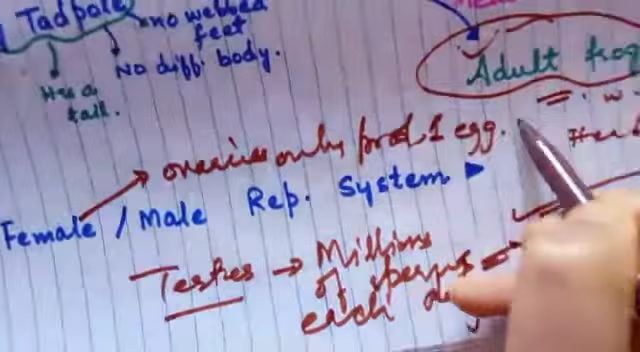 Tadpole
no webbed
feet
No diff. body.
Has a
tail.
Adult frog
ovaries only prod 1 egg.
Female / Male Rep. System
Testes → Millions
of sperms
each